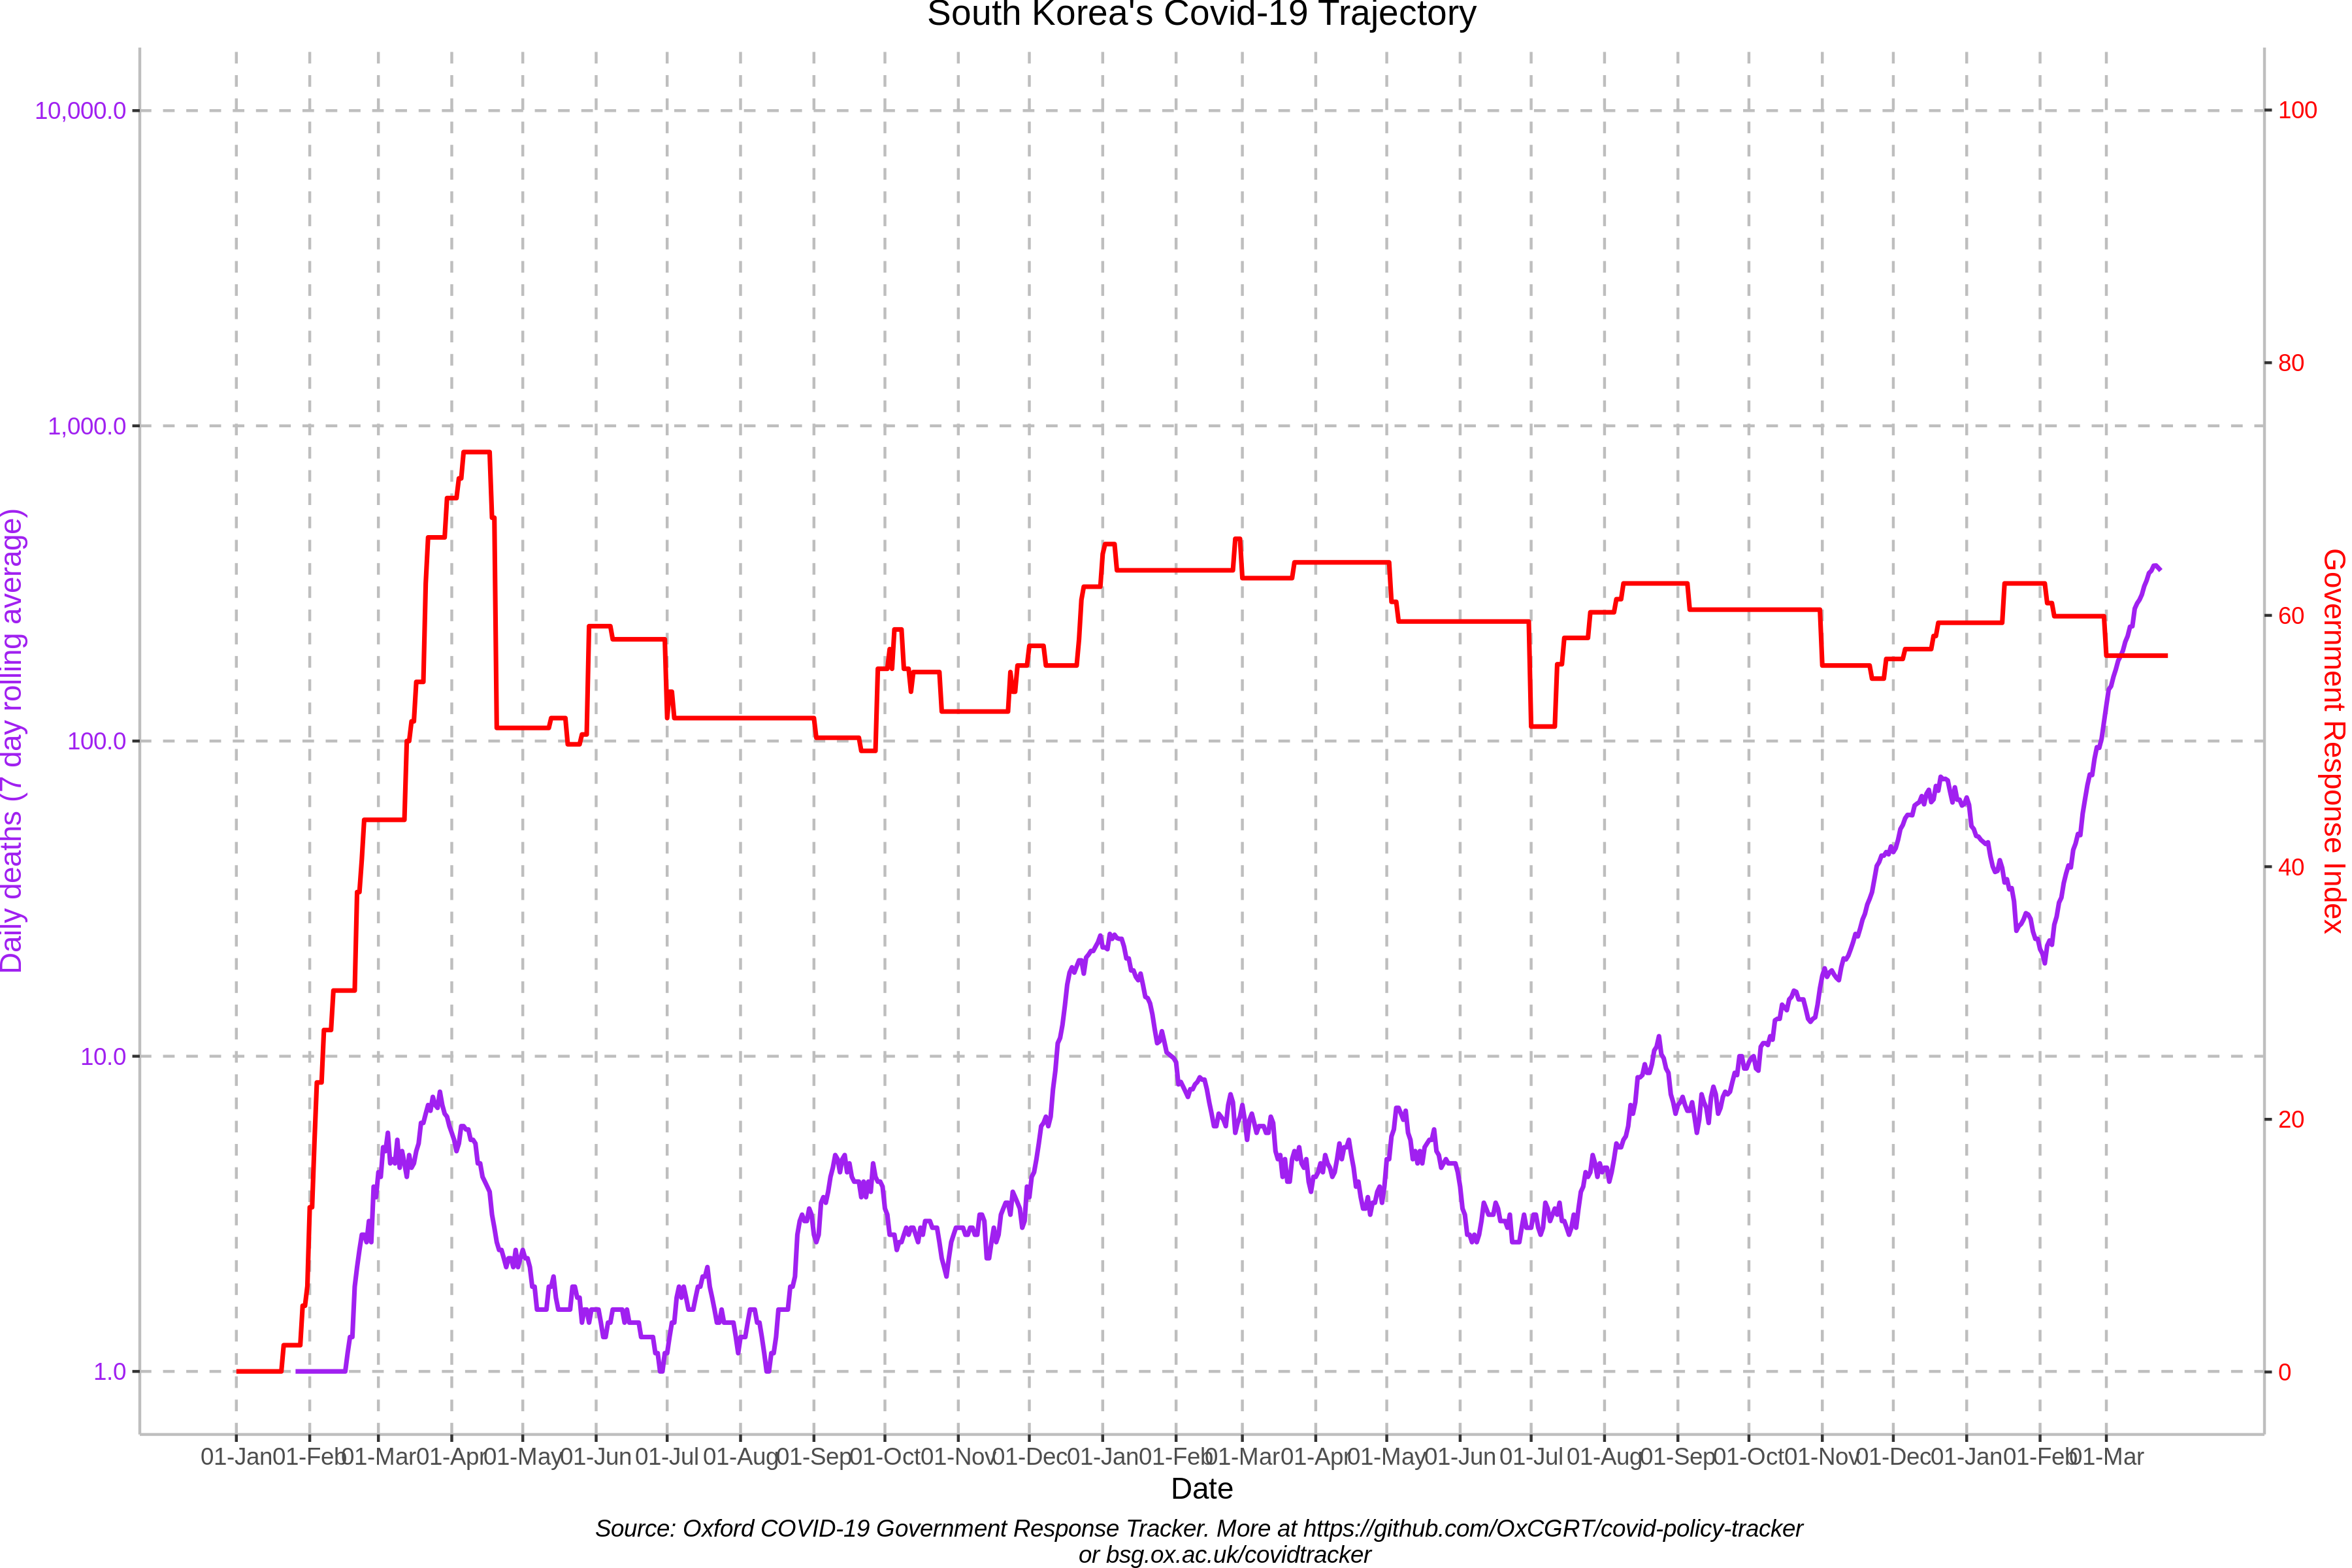 South Korea's Covid-19 Trajectory
10,000.0
1,000.0
100.0
10.0
1.0
Daily deaths (7 day rolling average)
100
80
60
40
20
0
Government Response Index
01-Jan 01-Feb 01-Mar 01-Apr 01-May 01-Jun 01-Jul 01-Aug 01-Sep 01-Oct 01-Nov 01-Dec 01-Jan 01-Feb 01-Mar 01-Apr 01-May 01-Jun 01-Jul 01-Aug 01-Sep 01-Oct 01-Nov 01-Dec 01-Jan 01-Feb 01-Mar
Date
Source: Oxford COVID-19 Government Response Tracker. More at https://github.com/OxCGRT/covid-policy-tracker
or bsg.ox.ac.uk/covidtracker